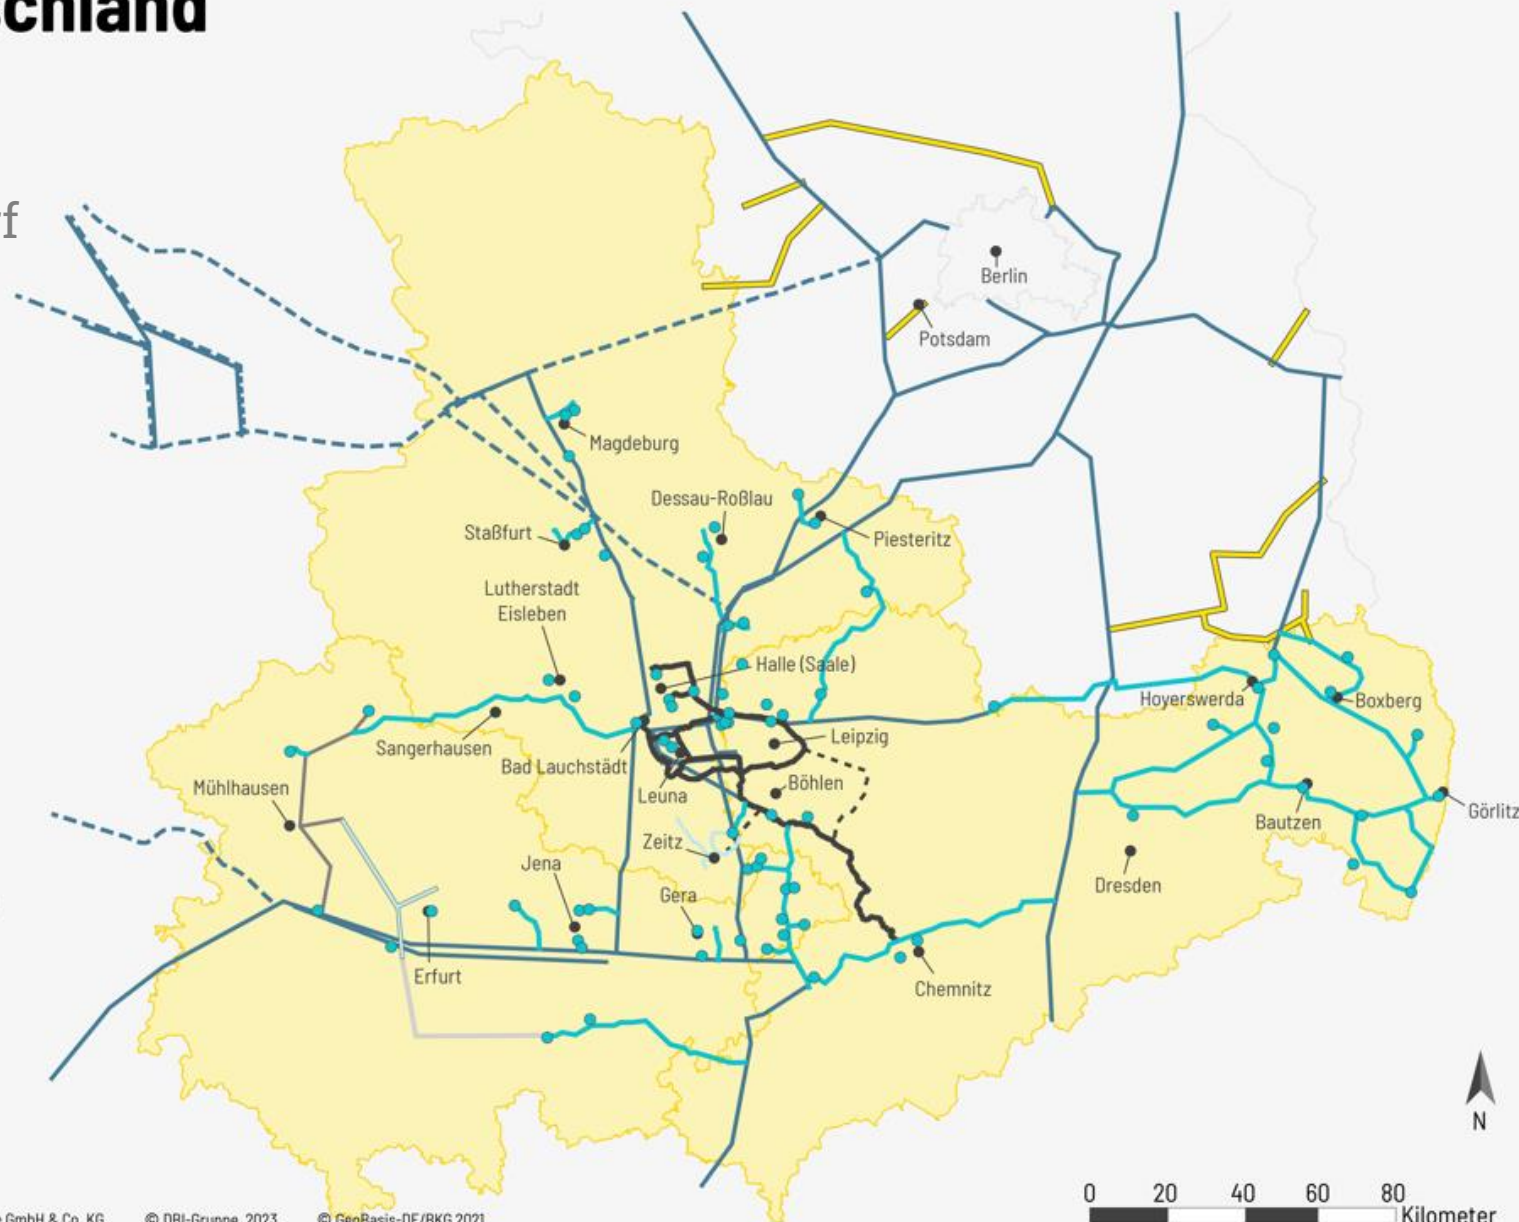 schland
f
Berlin
Potsdam
Magdeburg
Dessau-Roßlau
Staßfurt
Piesteritz
Lutherstadt
Eisleben
Halle (Saale)
Hoyerswerda
Boxberg
Sangerhausen
Bad Lauchstädt
Leipzig
Mühlhausen
Leuna
Böhlen
Görlitz
Bautzen
Zeitz
Jena
Gera
Dresden
Erfurt
Chemnitz
N
0 20 40 60 80
Kilometer
GmbH & Co. KG © DBI-Gruppe, 2023 © GeoBasis-DE/BKG 2021